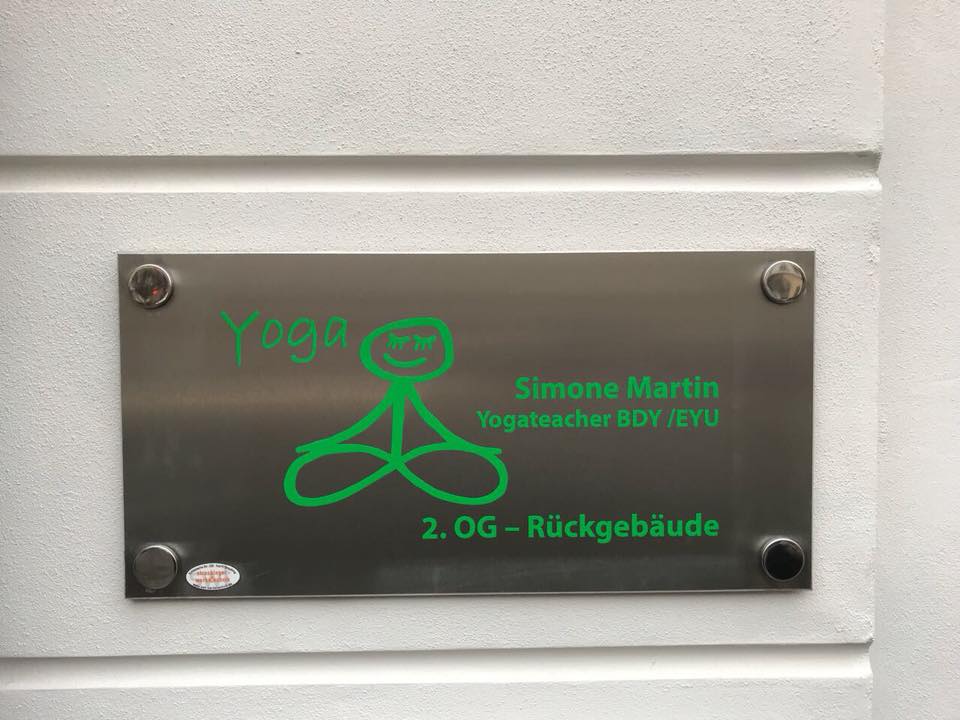 Yoga
Simone Martin
Yogateacher BDY /EYU
2. OG – Rückgebäude